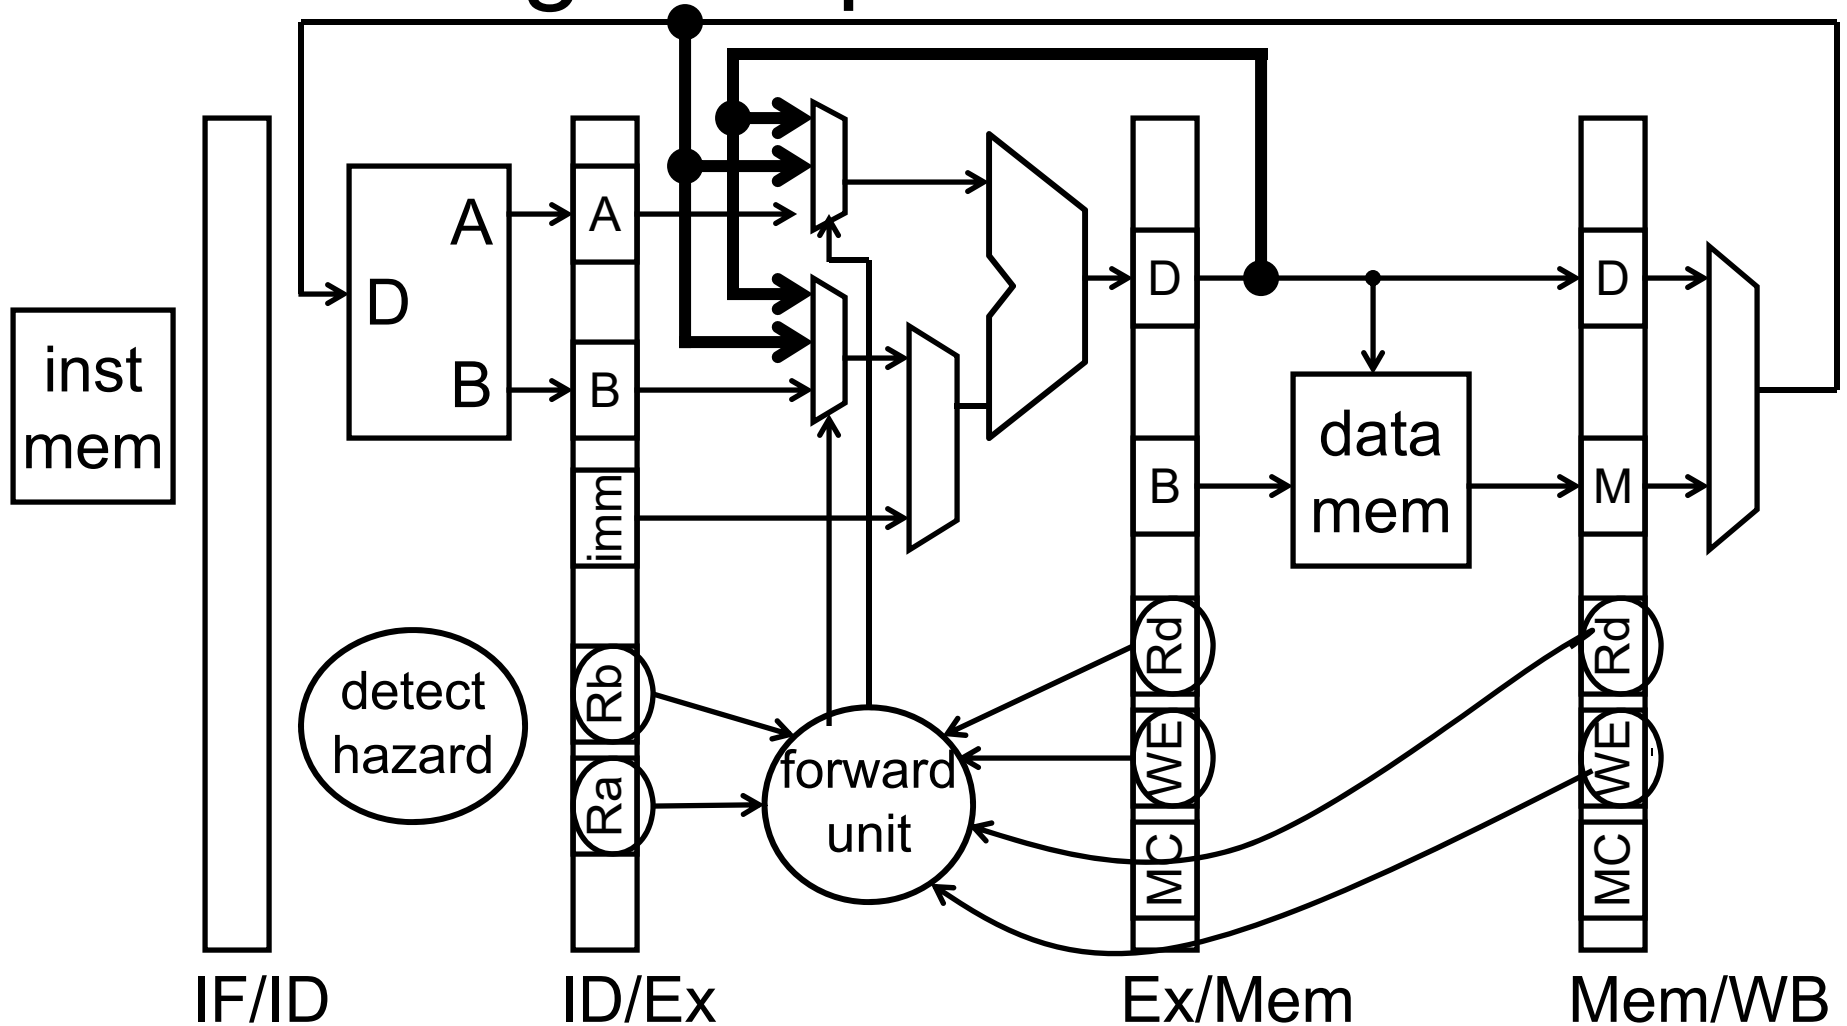 A
D
B
inst
mem
A
B
imm
Rb
Ra
detect
hazard
forward
unit
D
B
Rd
WE
MC
data
mem
D
M
Rd
WE
MC
IF/ID
ID/Ex
Ex/Mem
Mem/WB